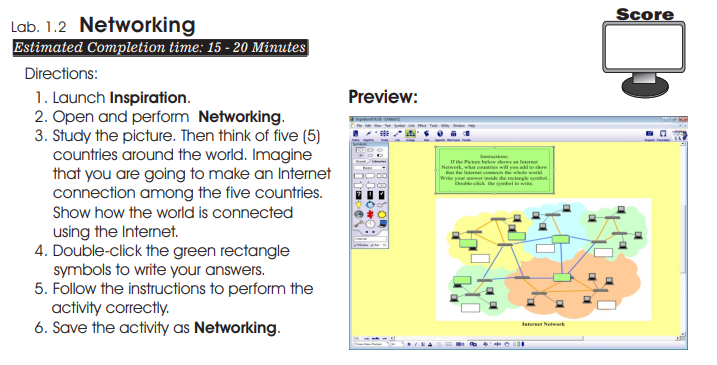 Lab. 1.2 Networking
Score
Estimated Completion time: 15 - 20 Minutes
Directions:
1. Launch Inspiration.
2. Open and perform Networking.
3. Study the picture. Then think of five (5)
countries around the world. Imagine
that you are going to make an Internet
connection among the five countries.
Show how the world is connected
using the Internet.
4. Double-click the green rectangle
symbols to write your answers.
5. Follow the instructions to perform the
activity correctly.
6. Save the activity as Networking.
Preview:
Instructions:
If the Picture below shows an Internet
Network, what countries will you add to show
that the Internet connects the whole world.
Write your answer inside the rectangle symbol.
Double-click the symbol to write.
Internet Network